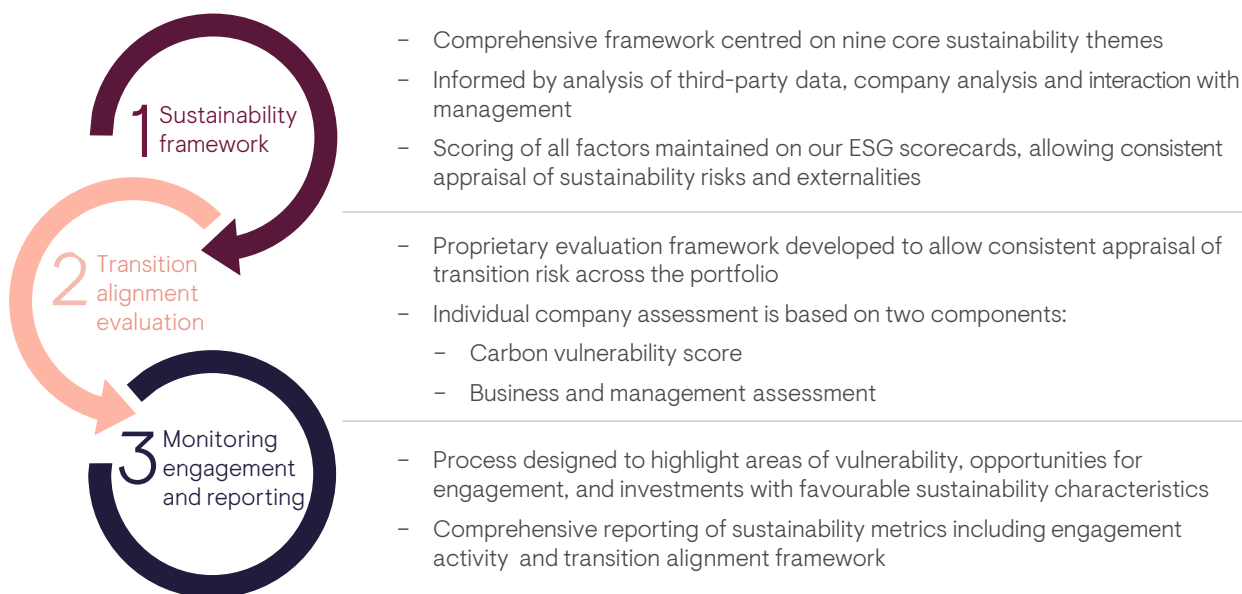 1 Sustainability
framework
– Comprehensive framework centred on nine core sustainability themes
– Informed by analysis of third-party data, company analysis and interaction with
management
– Scoring of all factors maintained on our ESG scorecards, allowing consistent
appraisal of sustainability risks and externalities
2 Transition
alignment
evaluation
– Proprietary evaluation framework developed to allow consistent appraisal of
transition risk across the portfolio
– Individual company assessment is based on two components:
– Carbon vulnerability score
– Business and management assessment
3 Monitoring
engagement
and reporting
– Process designed to highlight areas of vulnerability, opportunities for
engagement, and investments with favourable sustainability characteristics
– Comprehensive reporting of sustainability metrics including engagement
activity and transition alignment framework